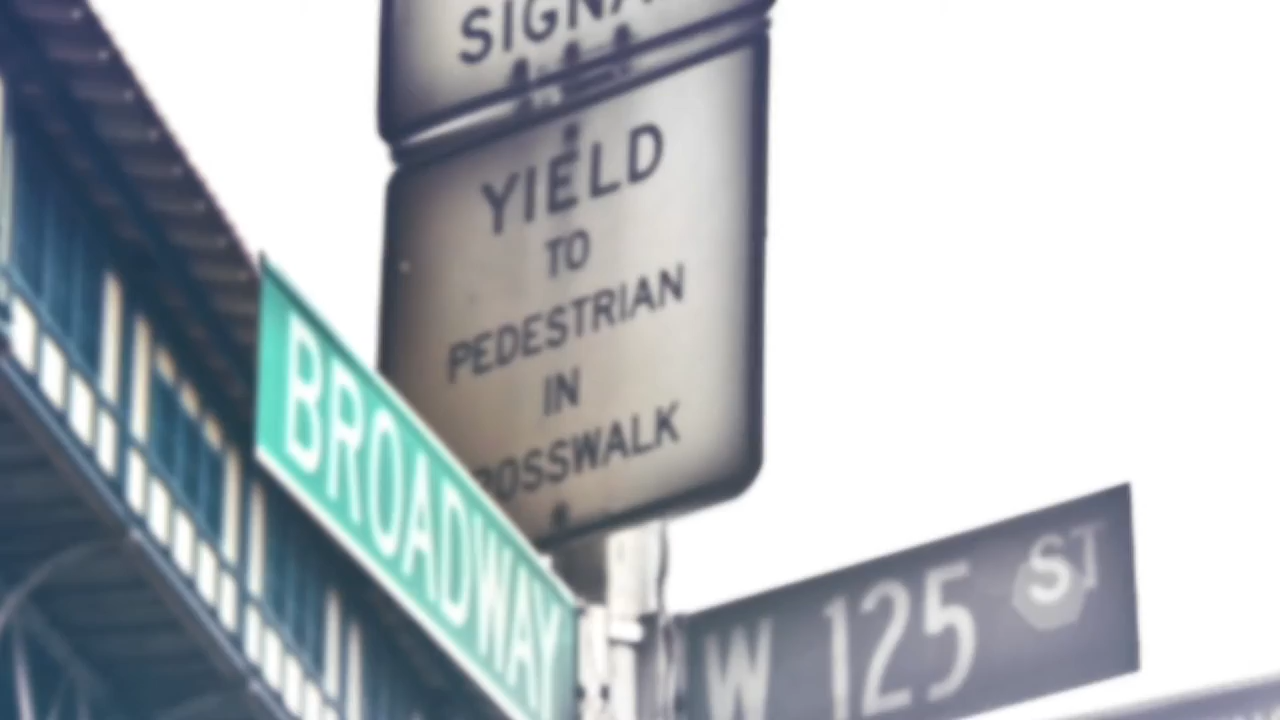 SIGNA
YIELD
TO
PEDESTRIAN
IN
ROSSWALK
BROADWAY
W 125 ST